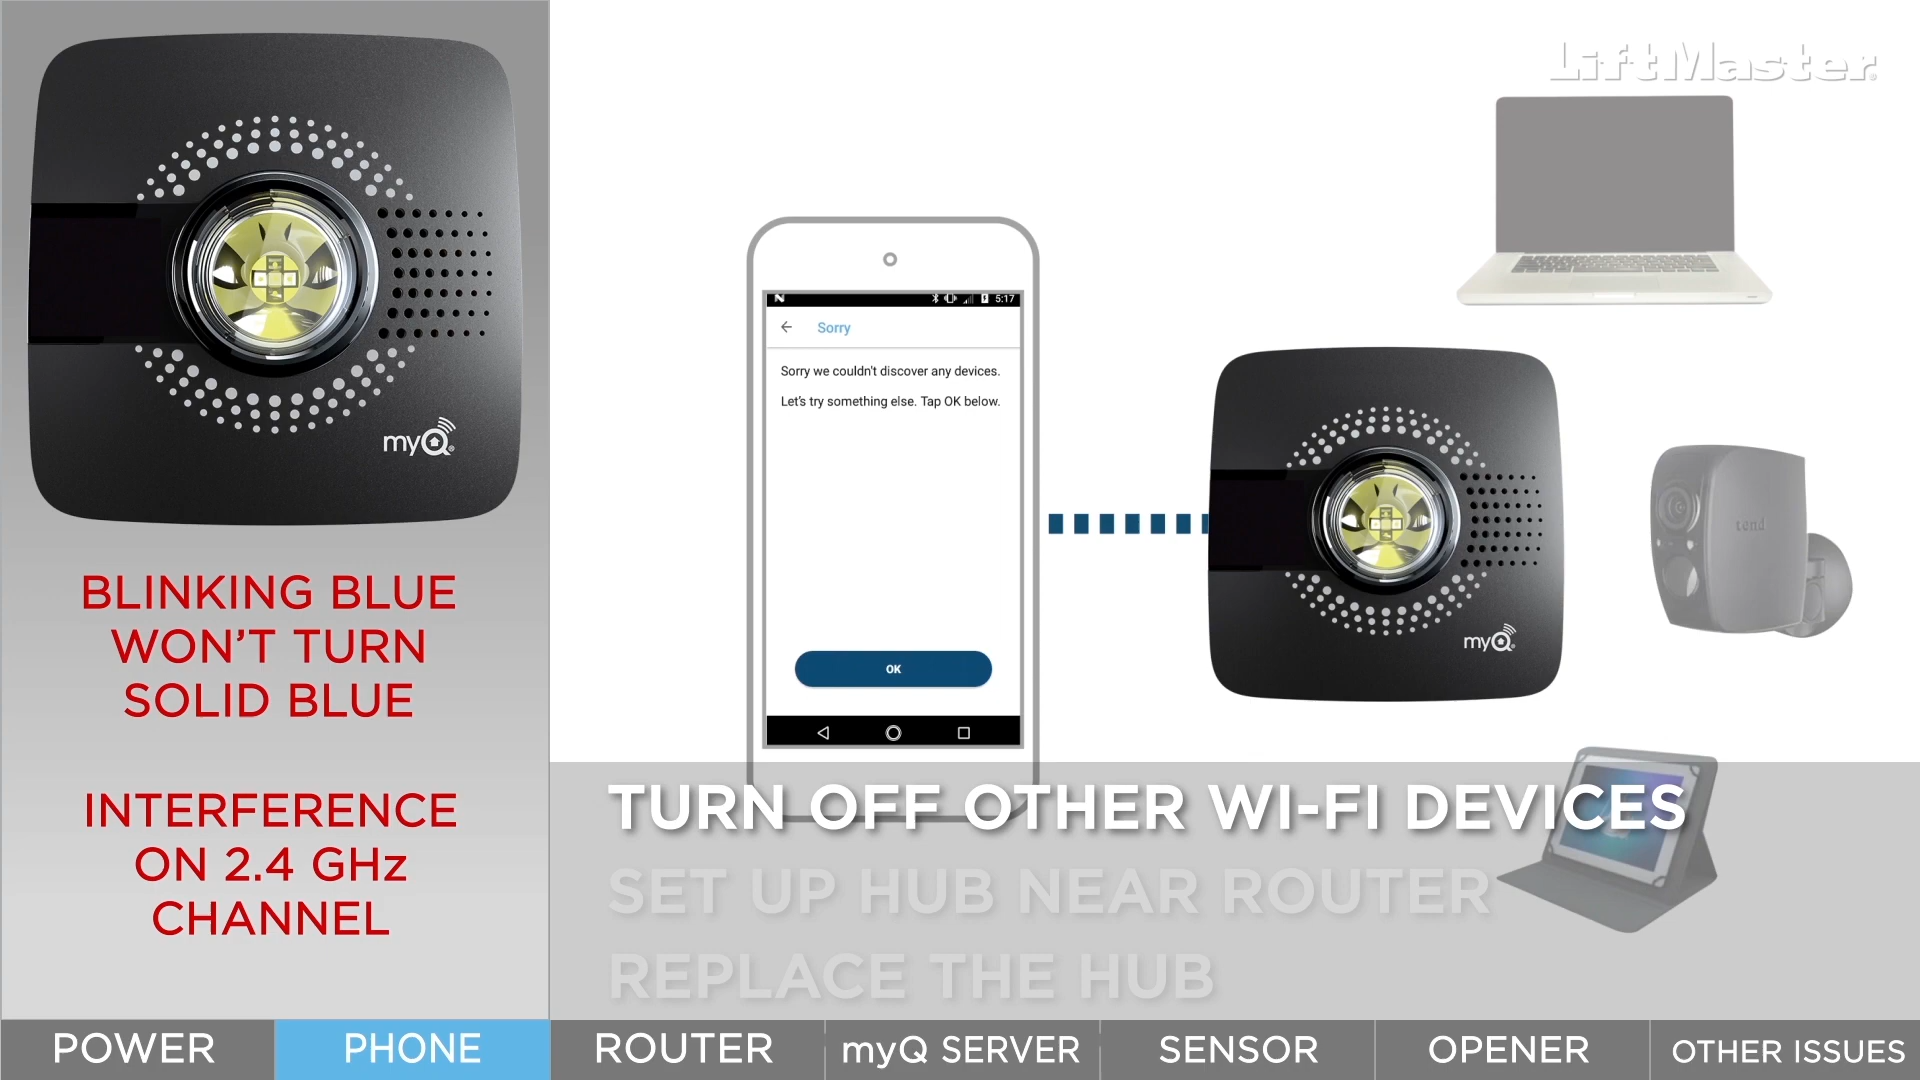 LiftMaster
myQ
BLINKING BLUE
WON'T TURN
SOLID BLUE
INTERFERENCE
ON 2.4 GHz
CHANNEL
5:17
Sorry
Sorry we couldn't discover any devices.
Let's try something else. Tap OK below.
OK
myQ
tend
TURN OFF OTHER WI-FI DEVICES
SET UP HUB NEAR ROUTER
REPLACE THE HUB
POWER
PHONE
ROUTER
myQ SERVER
SENSOR
OPENER
OTHER ISSUES